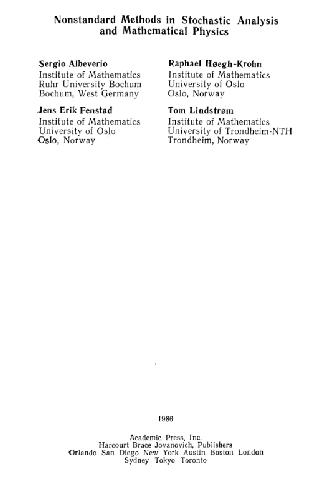 Nonstandard Methods in Stochastic Analysis
and Mathematical Physics
Sergio Albeverio
Institute of Mathematics
Ruhr University Bochum
Bochum, West Germany
Raphael Høegh-Krohn
Institute of Mathematics
University of Oslo
Oslo, Norway
Jens Erik Fenstad
Institute of Mathematics
University of Oslo
Oslo, Norway
Tom Lindstrøm
Institute of Mathematics
University of Trondheim-NTH
Trondheim, Norway
1986
Academic Press, Inc.
Harcourt Brace Jovanovich, Publishers
Orlando San Diego New York Austin Boston London
Sydney Tokyo Toronto